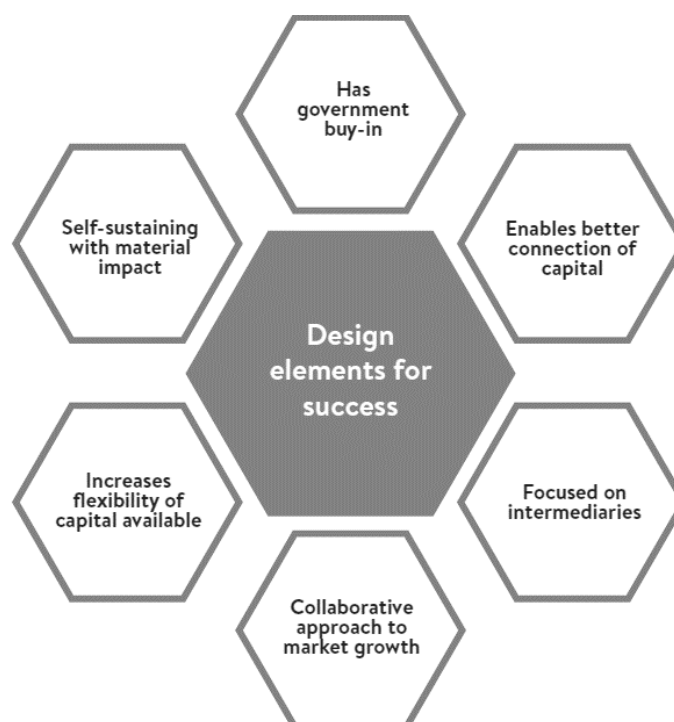 Has
government
buy-in
Self-sustaining
with material
impact
Enables better
connection of
capital
Design
elements for
success
Increases
flexibility of
capital available
Focused on
intermediaries
Collaborative
approach to
market growth